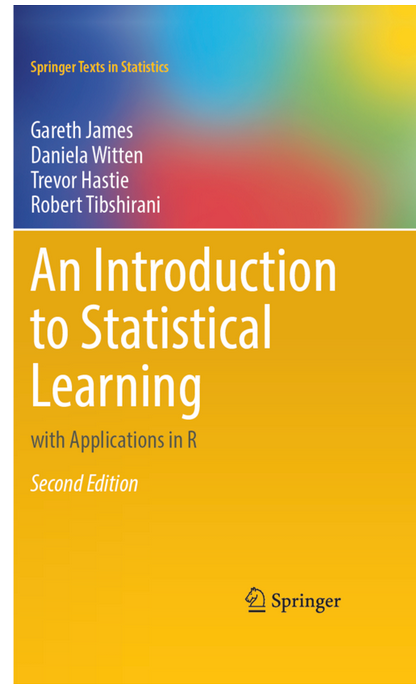 Springer Texts in Statistics
Gareth James
Daniela Witten
Trevor Hastie
Robert Tibshirani
An Introduction
to Statistical
Learning
with Applications in R
Second Edition
Springer